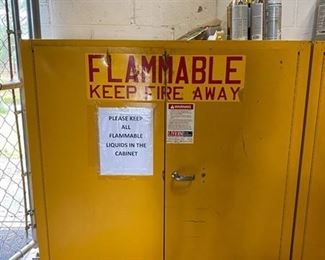 FLAMMABLE
KEEP FIRE AWAY
PLEASE KEEP
ALL
FLAMMABLE
LIQUIDS IN THE
CABINET
WARNING